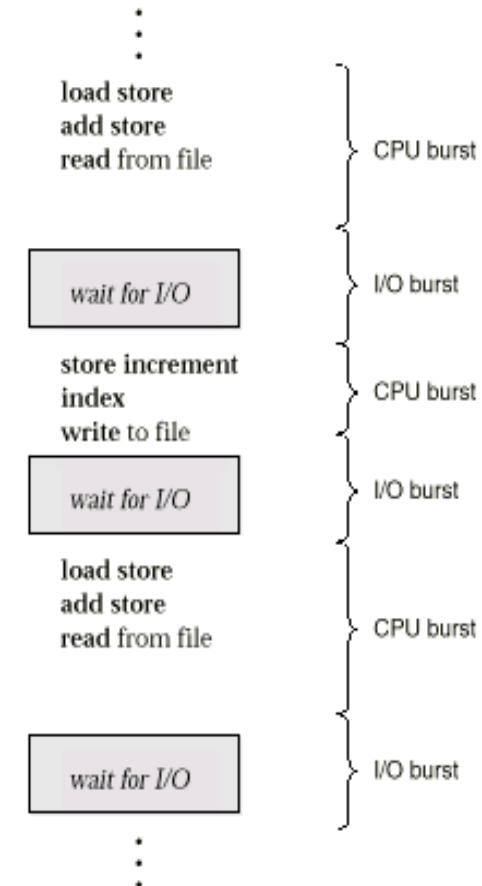 load store
add store
read from file
CPU burst
wait for I/O
I/O burst
store increment
index
write to file
CPU burst
wait for I/O
I/O burst
load store
add store
read from file
CPU burst
wait for I/O
I/O burst